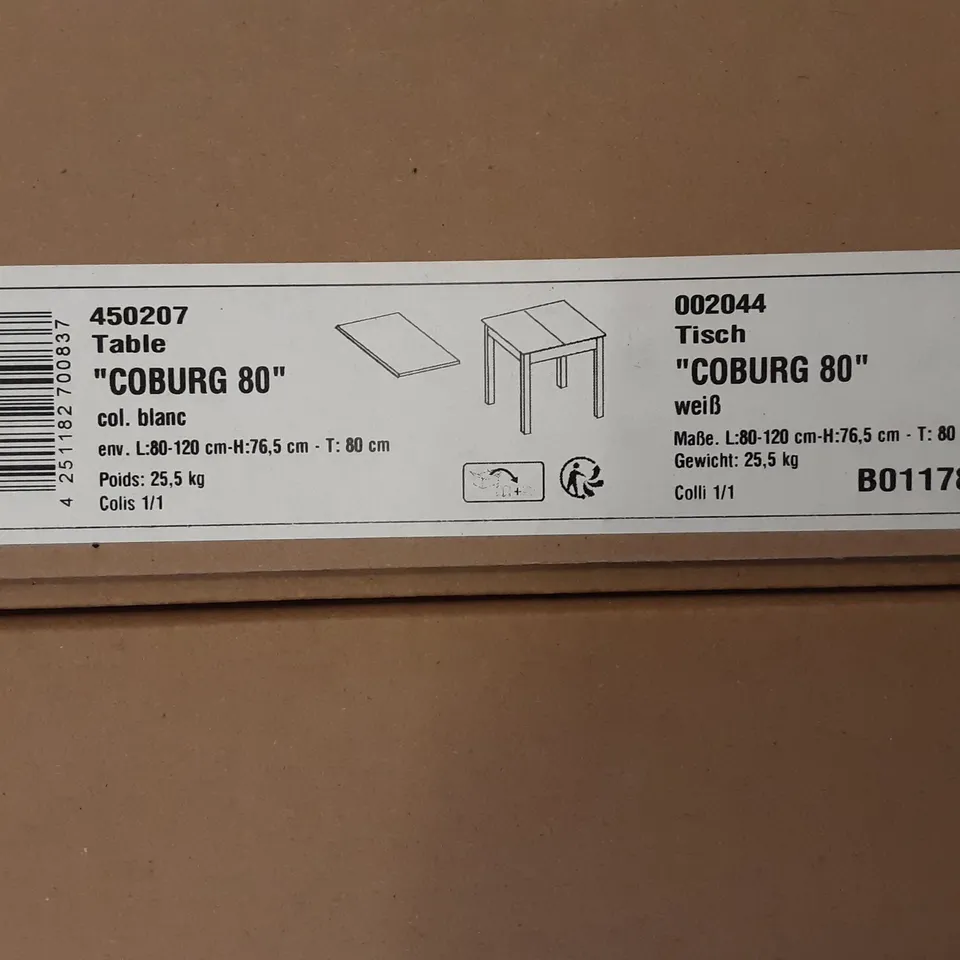 4 251182 700837
450207
Table
"COBURG 80"
col. blanc
env. L:80-120 cm-H:76,5 cm - T: 80 cm
Poids: 25,5 kg
Colis 1/1
002044
Tisch
"COBURG 80"
weiß
Maße. L:80-120 cm-H:76,5 cm - T: 80
Gewicht: 25,5 kg
Colli 1/1
B01178